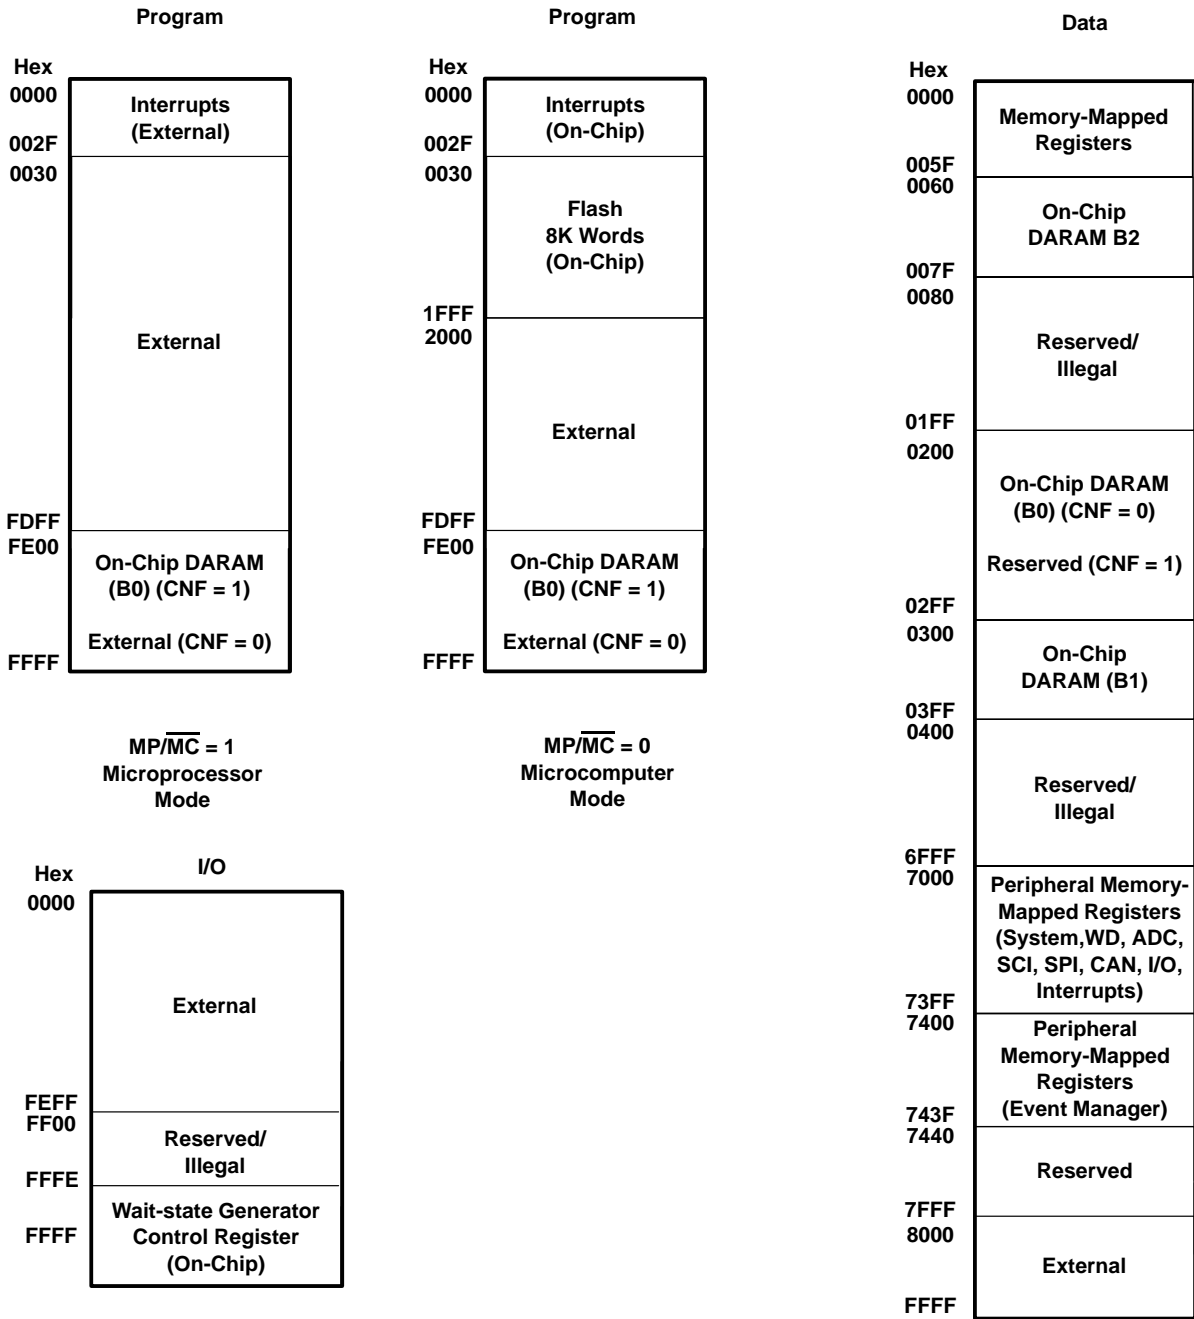 Program
Hex
0000
Interrupts
(External)
002F
0030
External
FDFF
FE00
On-Chip DARAM
(B0) (CNF = 1)
External (CNF = 0)
FFFF
MP/M̅C̅ = 1
Microprocessor
Mode
Program
Hex
0000
Interrupts
(On-Chip)
002F
0030
Flash
8K Words
(On-Chip)
1FFF
2000
External
FDFF
FE00
On-Chip DARAM
(B0) (CNF = 1)
External (CNF = 0)
FFFF
MP/M̅C̅ = 0
Microcomputer
Mode
I/O
Hex
0000
External
FEFF
FF00
Reserved/
Illegal
FFFE
Wait-state Generator
FFFF
Control Register
(On-Chip)
Data
Hex
0000
Memory-Mapped
Registers
005F
0060
On-Chip
DARAM B2
007F
0080
Reserved/
Illegal
01FF
0200
On-Chip DARAM
(B0) (CNF = 0)
Reserved (CNF = 1)
02FF
0300
On-Chip
DARAM (B1)
03FF
0400
Reserved/
Illegal
6FFF
7000
Peripheral Memory-
Mapped Registers
(System,WD, ADC,
SCI, SPI, CAN, I/O,
Interrupts)
73FF
7400
Peripheral
Memory-Mapped
Registers
(Event Manager)
743F
7440
Reserved
7FFF
8000
External
FFFF